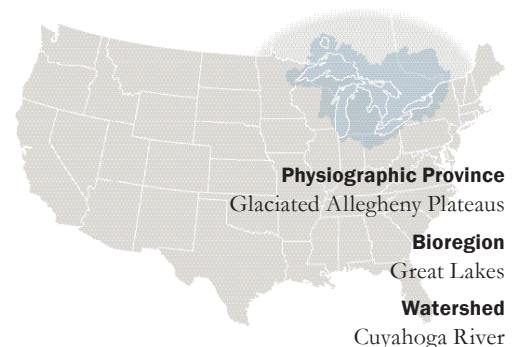 Physiographic Province
Glaciated Allegheny Plateaus
Bioregion
Great Lakes
Watershed
Cuyahoga River